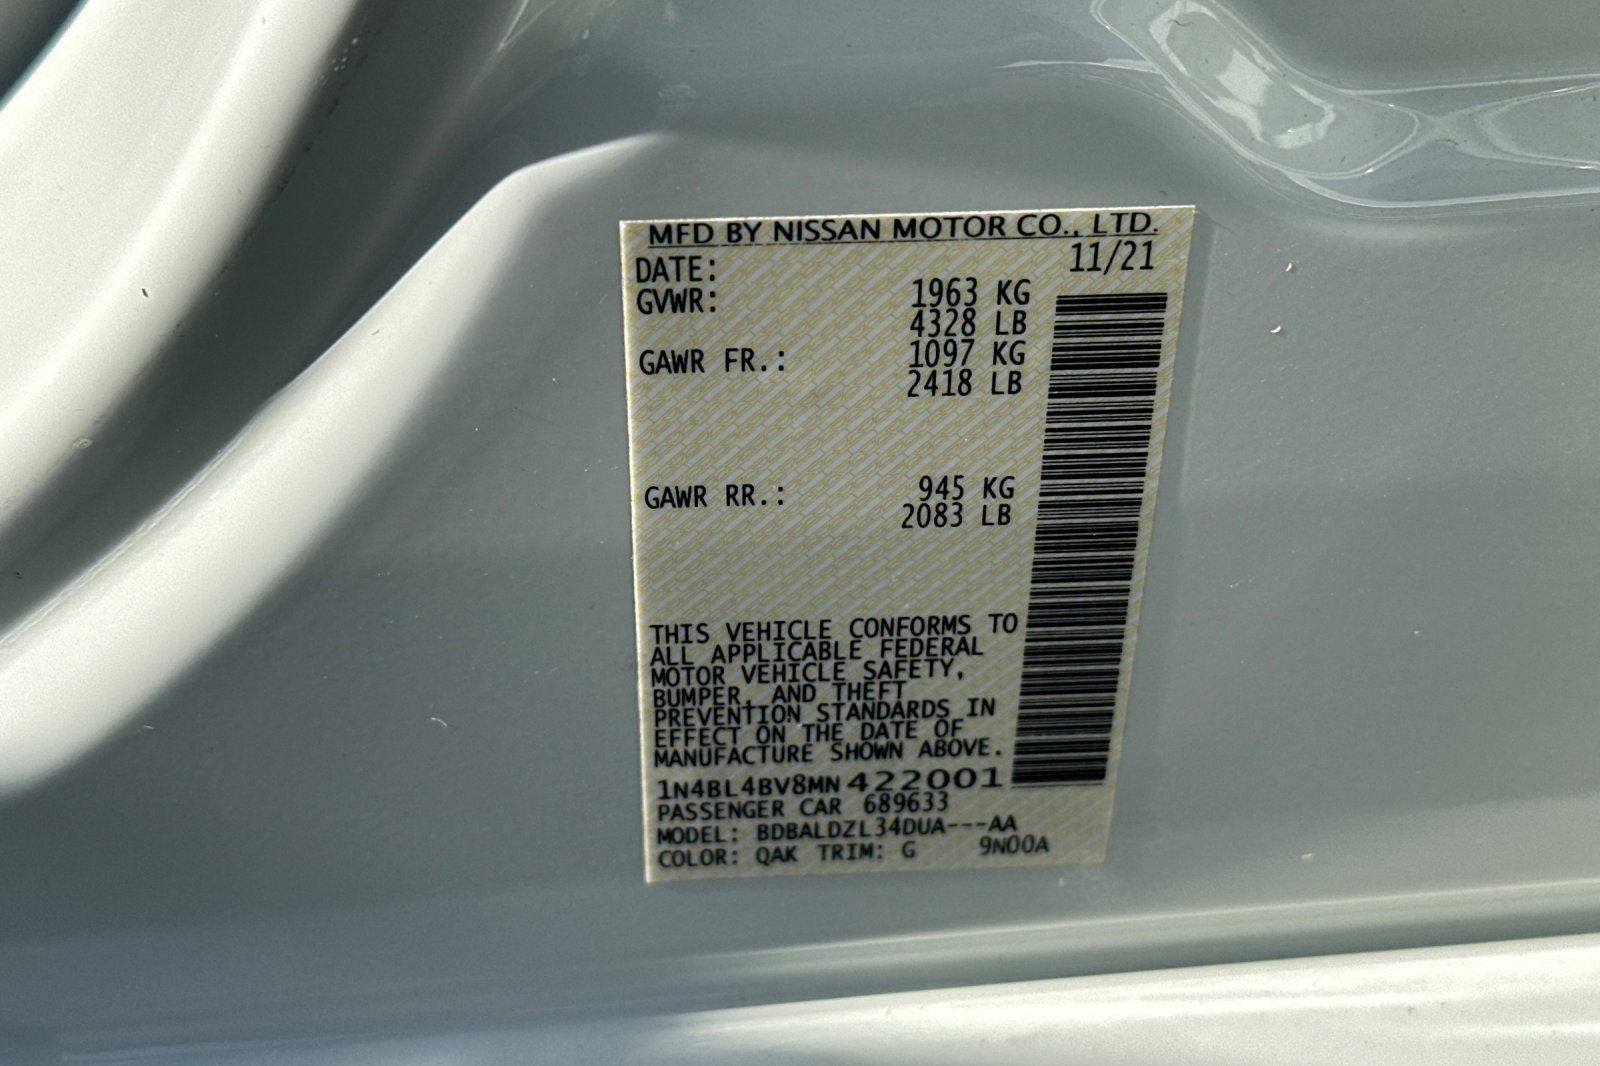 MFD BY NISSAN MOTOR CO., LTD.
DATE: 11/21
GVWR: 1963 KG
4328 LB
GAWR FR.: 1097 KG
2418 LB
GAWR RR.: 945 KG
2083 LB
THIS VEHICLE CONFORMS TO
ALL APPLICABLE FEDERAL
MOTOR VEHICLE SAFETY,
BUMPER, AND THEFT
PREVENTION STANDARDS IN
EFFECT ON THE DATE OF
MANUFACTURE SHOWN ABOVE.
1N4BL4BV8MN422001
PASSENGER CAR 689633
MODEL: BDBALDZL34DUA---AA
COLOR: QAK TRIM: G 9N00A